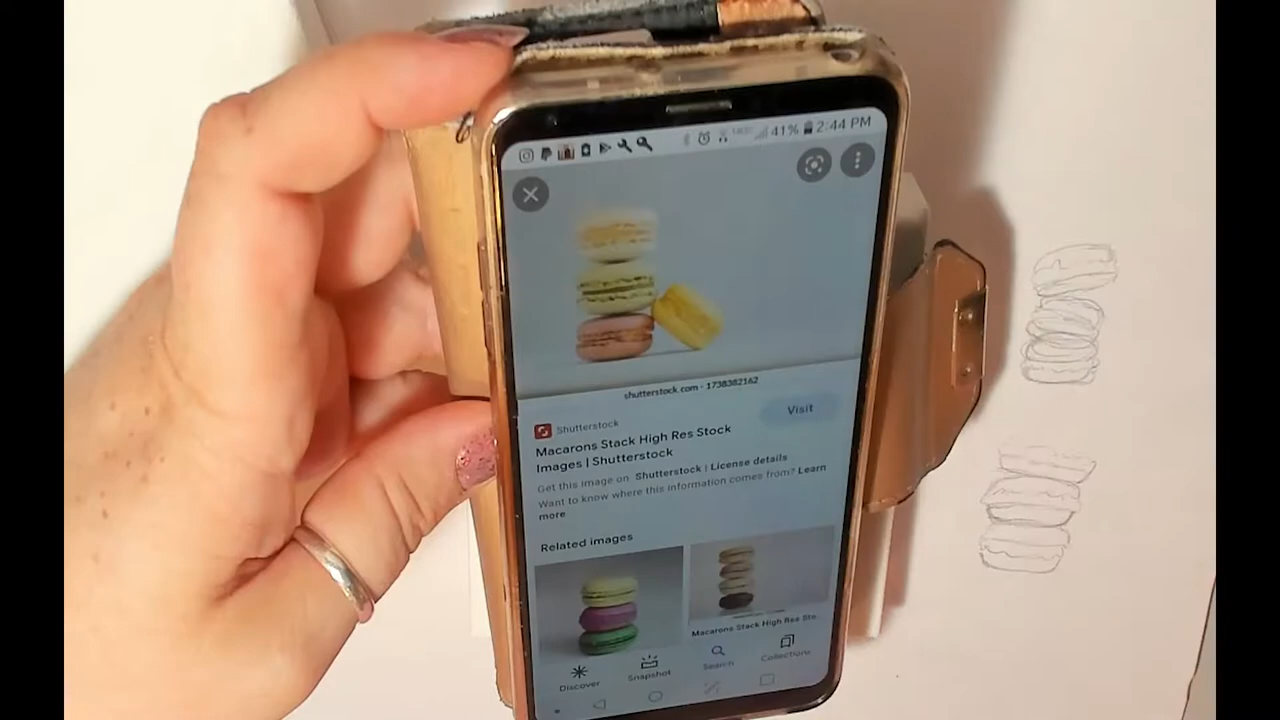 41% 2:44 PM
shutterstock.com · 1738382162
Shutterstock
Visit
Macarons Stack High Res Stock
Images | Shutterstock
Get this image on Shutterstock | License details
Want to know where this information comes from? Learn
more
Related images
Macarons Stack High Res Sto
Discover
Snapshot
Search
Collections